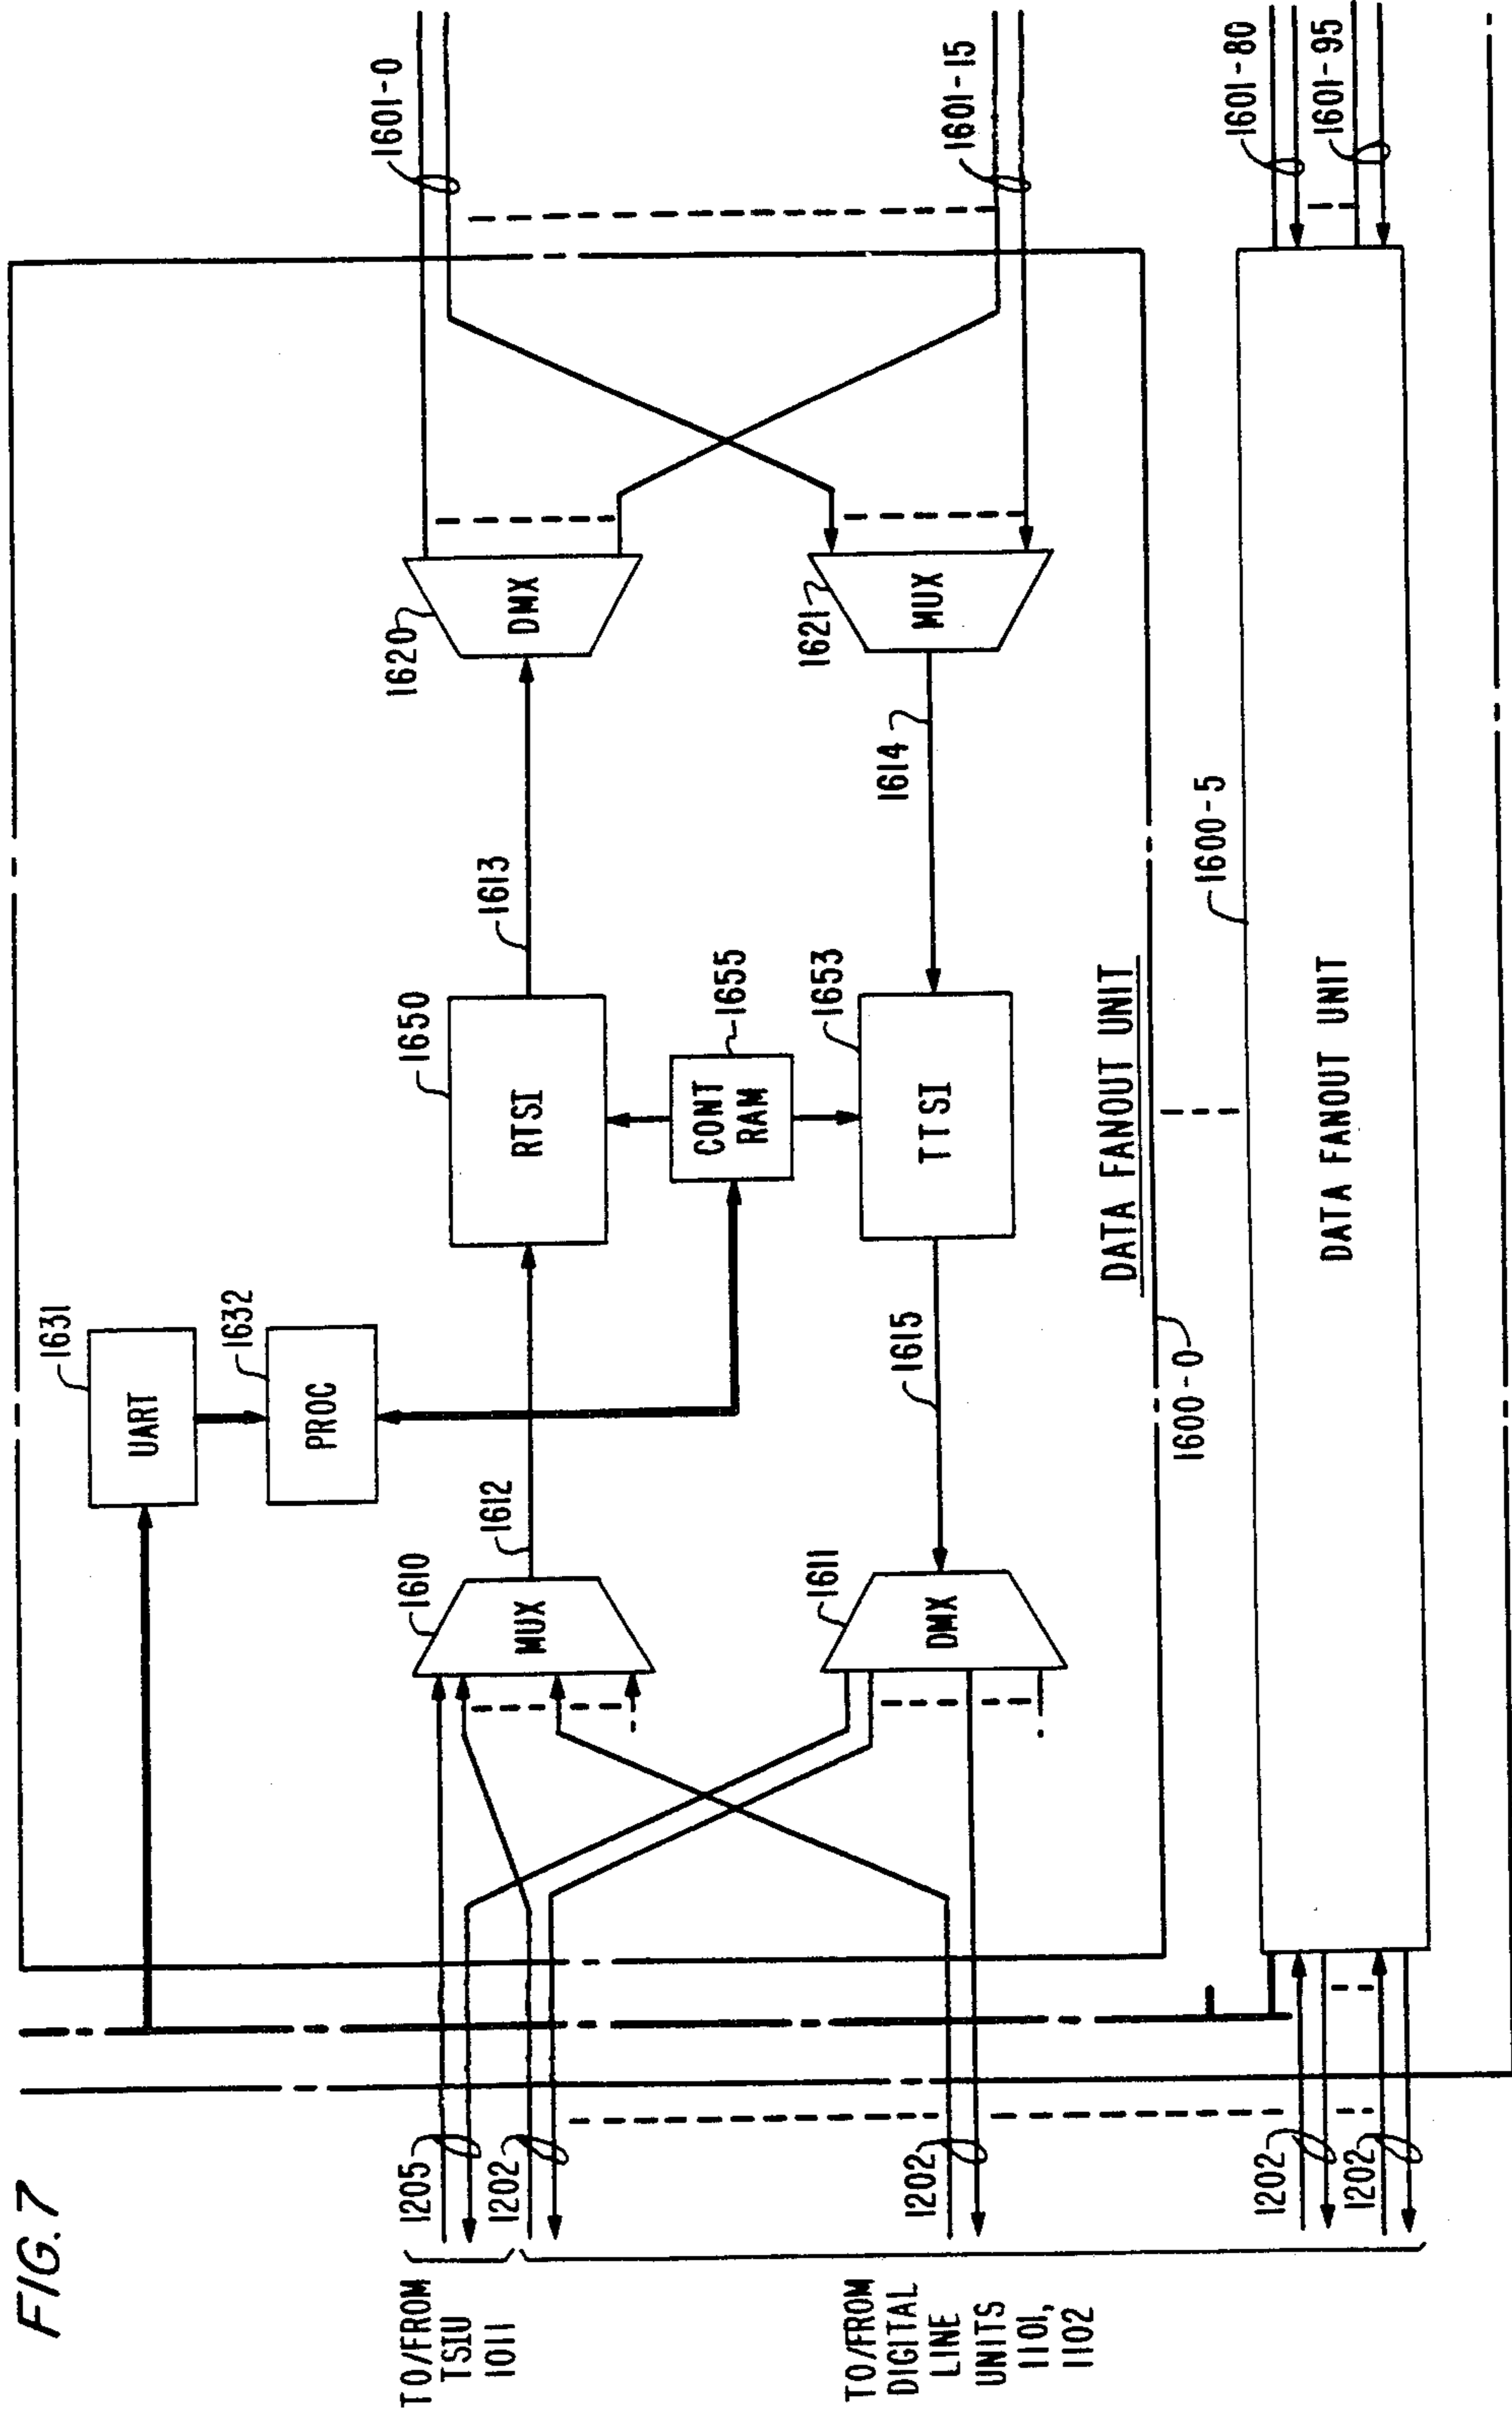 FIG. 7
TO/FROM
TSIU
1011
1205
1202
TO/FROM
DIGITAL
LINE
UNITS
1101,
1102
1202
1202
1202
UART
1631
PROC
1632
MUX
1610
1612
RTSI
1650
1613
DMX
1620
1601-0
CONT
RAM
1655
DMX
1611
1615
TTSI
1653
1614
MUX
1621
1601-15
DATA FANOUT UNIT
1600-0
DATA FANOUT UNIT
1600-5
1601-80
1601-95